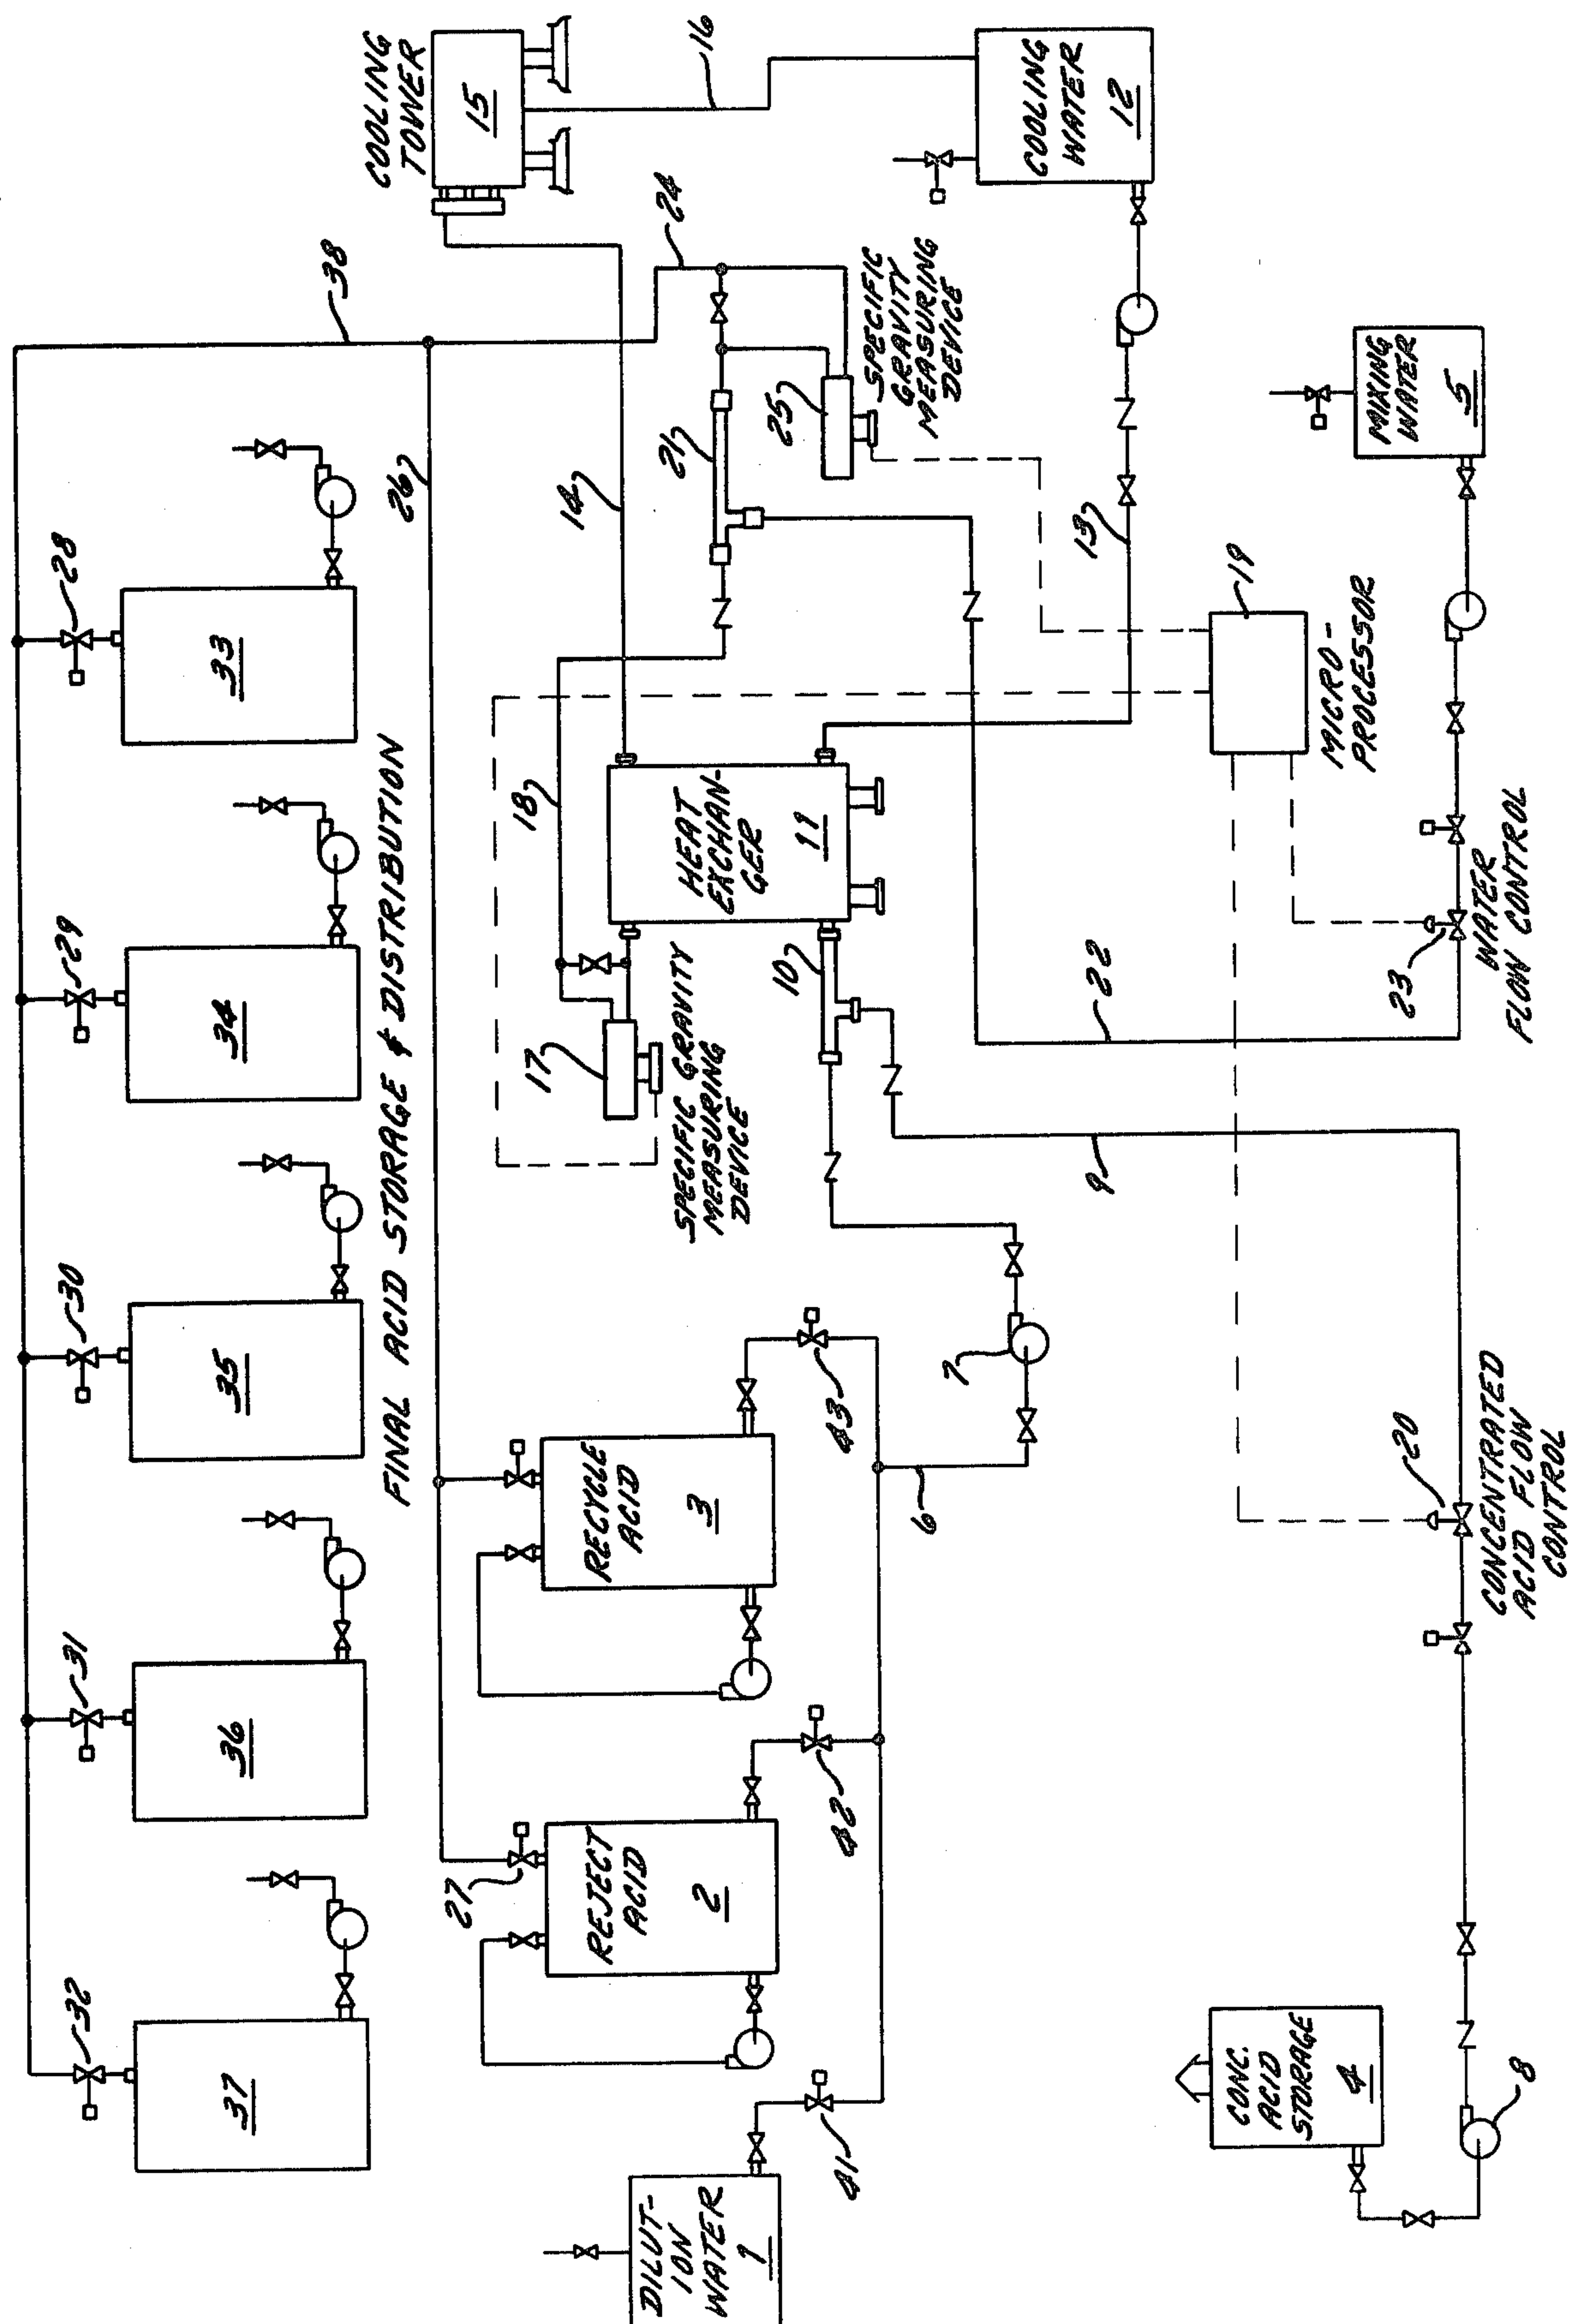 COOLING
TOWER
15
16
COOLING
WATER
12
38
24
26
14
21
25
SPECIFIC
GRAVITY
MEASURING
DEVICE
13
MIXING
WATER
5
28
33
29
34
30
35
31
36
32
37
FINAL ACID STORAGE & DISTRIBUTION
18
HEAT
EXCHAN-
GER
11
10
17
SPECIFIC GRAVITY
MEASURING
DEVICE
19
MICRO-
PROCESSOR
22
23
WATER
FLOW CONTROL
9
RECYCLE
ACID
3
43
7
6
20
CONCENTRATED
ACID FLOW
CONTROL
27
REJECT
ACID
2
42
41
DILUT-
ION
WATER
1
CONC.
ACID
STORAGE
4
8